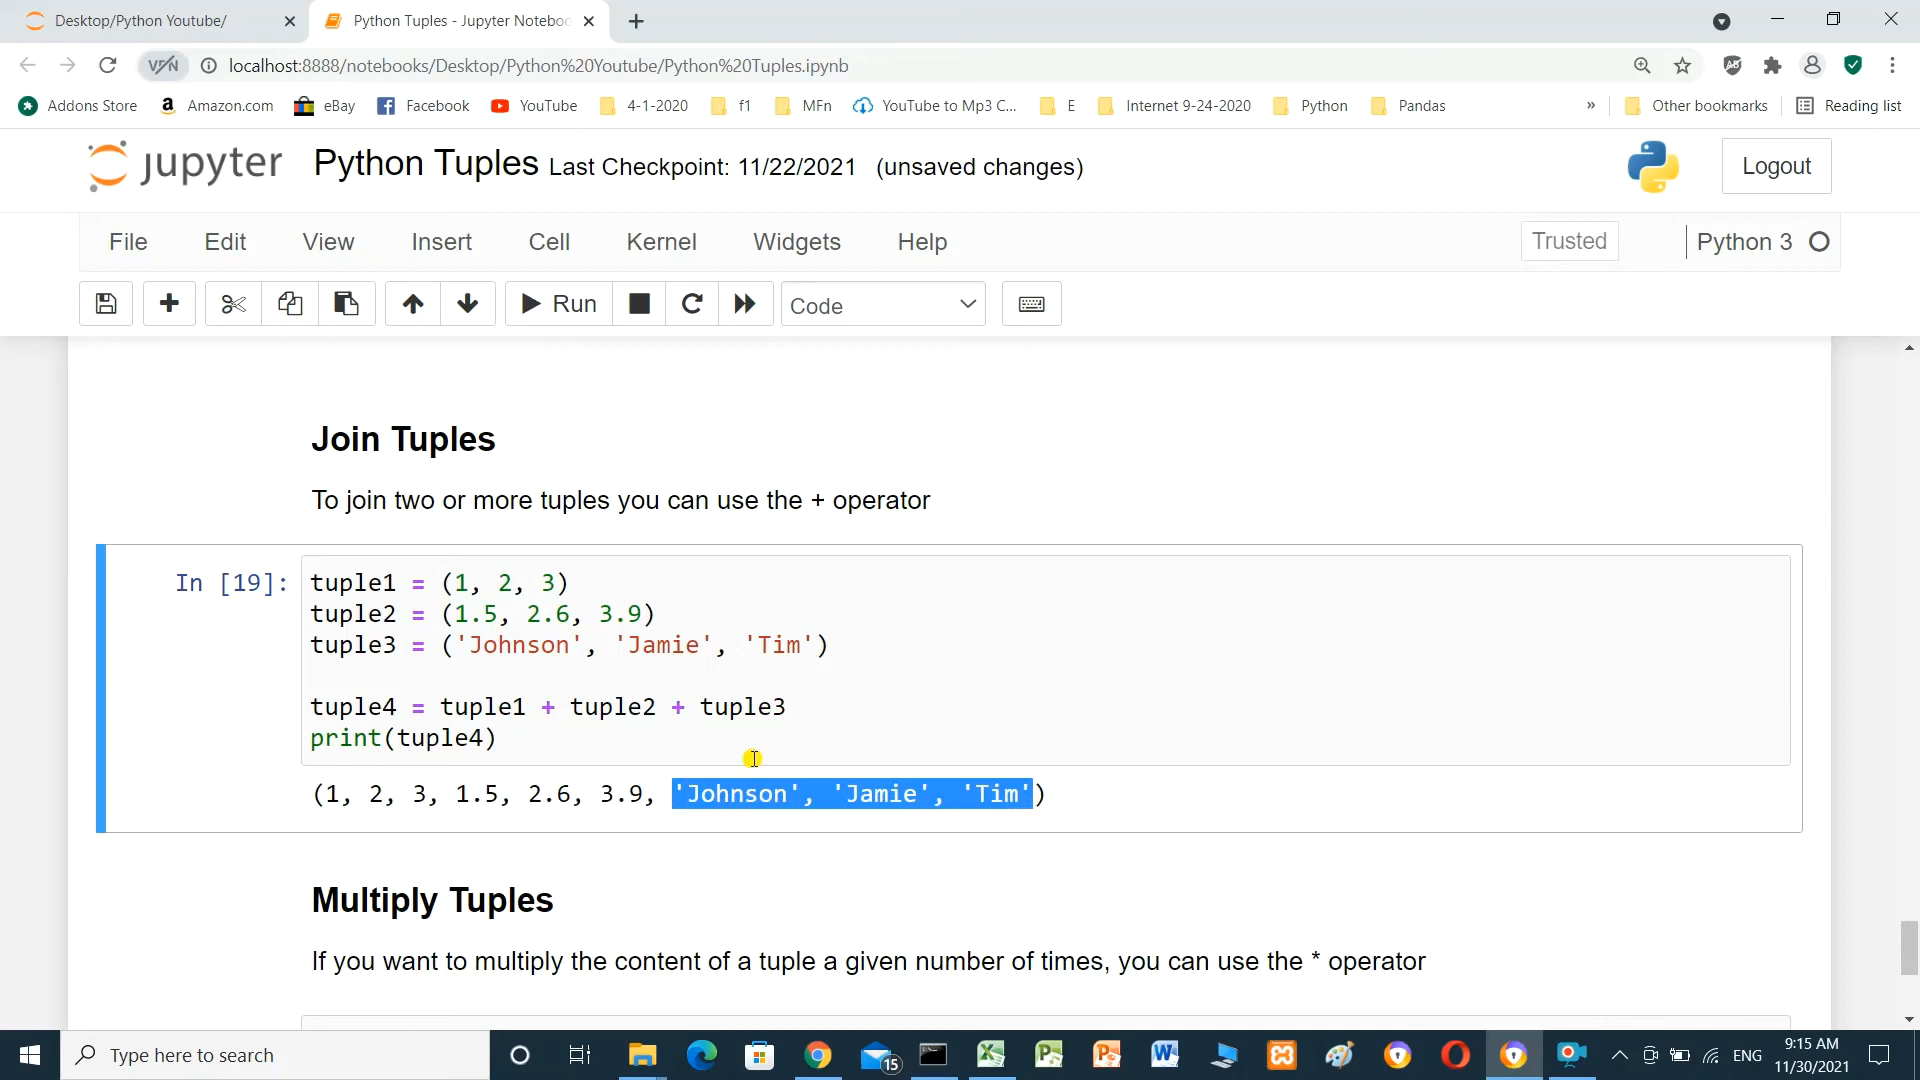 Desktop/Python Youtube/
Python Tuples - Jupyter Noteboo
VPN
localhost:8888/notebooks/Desktop/Python%20Youtube/Python%20Tuples.ipynb
Addons Store
Amazon.com
eBay
Facebook
YouTube
4-1-2020
f1
MFn
YouTube to Mp3 C...
E
Internet 9-24-2020
Python
Pandas
»
Other bookmarks
Reading list
jupyter
Python Tuples Last Checkpoint: 11/22/2021 (unsaved changes)
Logout
File Edit View Insert Cell Kernel Widgets Help
Trusted
Python 3
Run
Code
Join Tuples
To join two or more tuples you can use the + operator
In [19]:
tuple1 = (1, 2, 3)
tuple2 = (1.5, 2.6, 3.9)
tuple3 = ('Johnson', 'Jamie', 'Tim')
tuple4 = tuple1 + tuple2 + tuple3
print(tuple4)
(1, 2, 3, 1.5, 2.6, 3.9, 'Johnson', 'Jamie', 'Tim')
Multiply Tuples
If you want to multiply the content of a tuple a given number of times, you can use the * operator
Type here to search
15
ENG
9:15 AM
11/30/2021